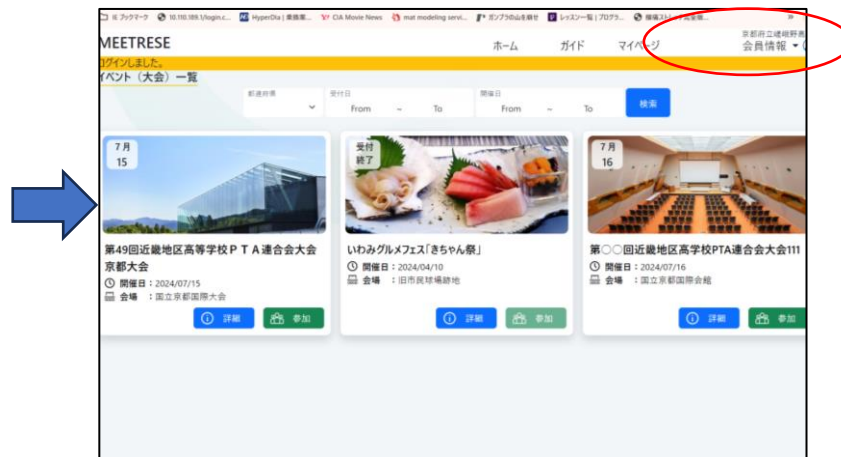 IE ブックマーク 10.110.189.1/login.c... HyperDia | 乗換案... CIA Movie News mat modeling servi... ガンプラの山を崩せ レッスン一覧 | プログラ... »
MEETRESE
ホーム ガイド マイページ
京都府立嵯峨野高
会員情報
ログインしました。
イベント（大会）一覧
都道府県
受付日
開催日
From ~ To
From ~ To
検索
7月
15
第49回近畿地区高等学校ＰＴＡ連合会大会
京都大会
開催日：2024/07/15
会場 ：国立京都国際大会
詳細 参加
受付
終了
いわみグルメフェス「きちゃん祭」
開催日：2024/04/10
会場 ：旧市民球場跡地
詳細 参加
7月
16
第○○回近畿地区高等学校PTA連合会大会111
開催日：2024/07/16
会場 ：国立京都国際会館
詳細 参加